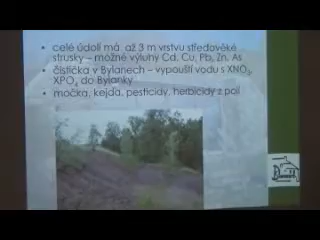 • celé údolí má až 3 m vrstvu středověké
strusky – možné výluhy Cd, Cu, Pb, Zn, As
• čistička v Bylanech – vypouští vodu s XNO₃,
XPO₄ do Bylanky
• močka, kejda, pesticidy, herbicidy z polí